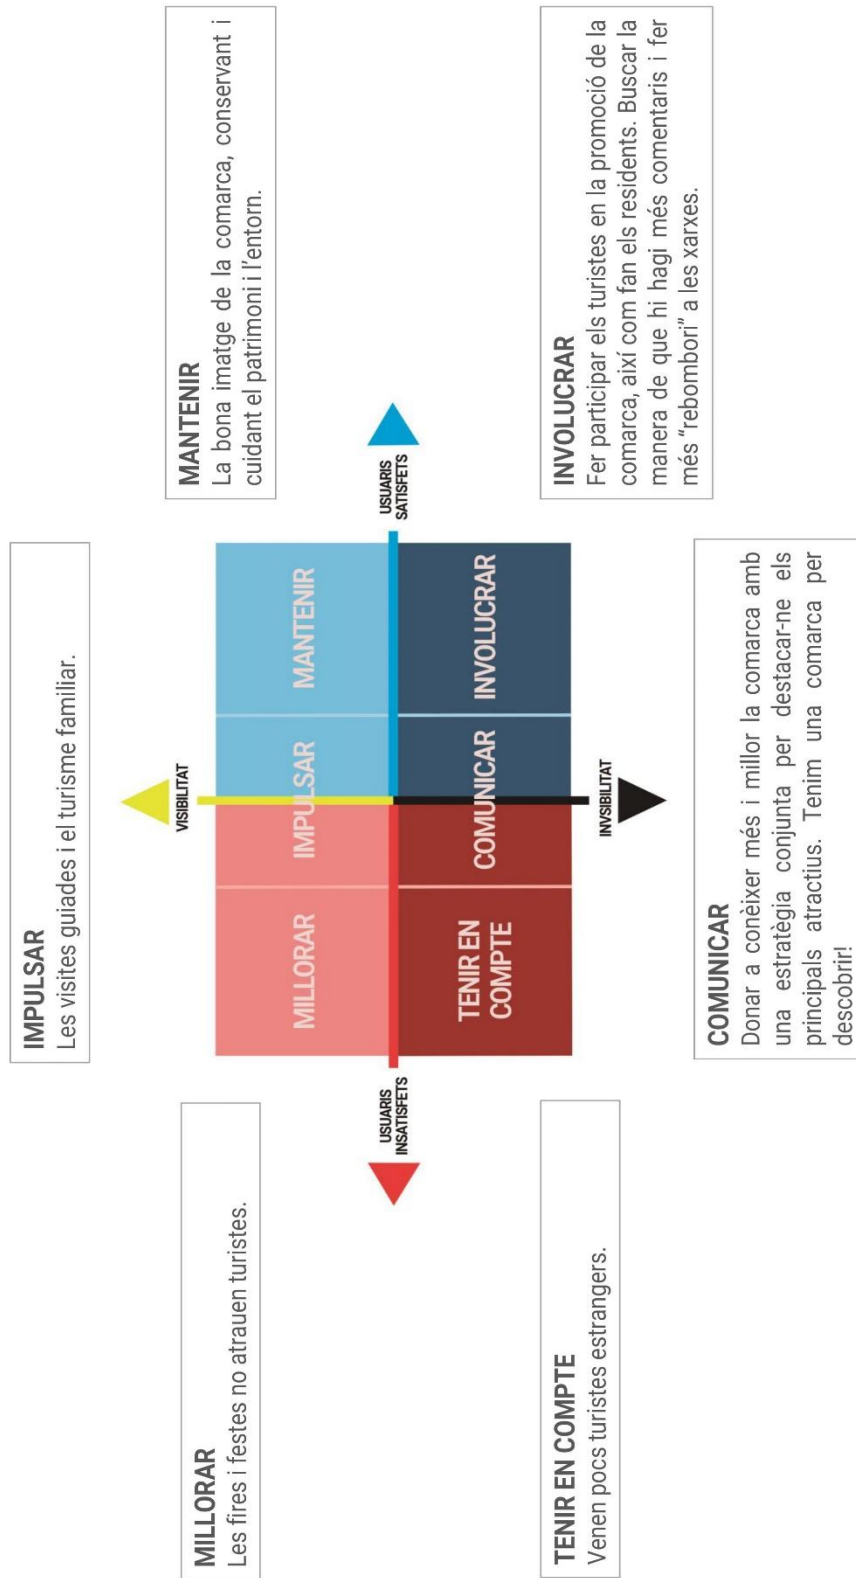 IMPULSAR
Les visites guiades i el turisme familiar.
MILLORAR
Les fires i festes no atrauen turistes.
MANTENIR
La bona imatge de la comarca, conservant i
cuidant el patrimoni i l'entorn.
VISIBILITAT
MILLORAR
IMPULSAR
MANTENIR
USUARIS
INSATISFETS
USUARIS
SATISFETS
TENIR EN
COMPTE
COMUNICAR
INVOLUCRAR
INVSIBILITAT
TENIR EN COMPTE
Venen pocs turistes estrangers.
INVOLUCRAR
Fer participar els turistes en la promoció de la
comarca, així com fan els residents. Buscar la
manera de que hi hagi més comentaris i fer
més "rebombori" a les xarxes.
COMUNICAR
Donar a conèixer més i millor la comarca amb
una estratègia conjunta per destacar-ne els
principals atractius. Tenim una comarca per
descobrir!